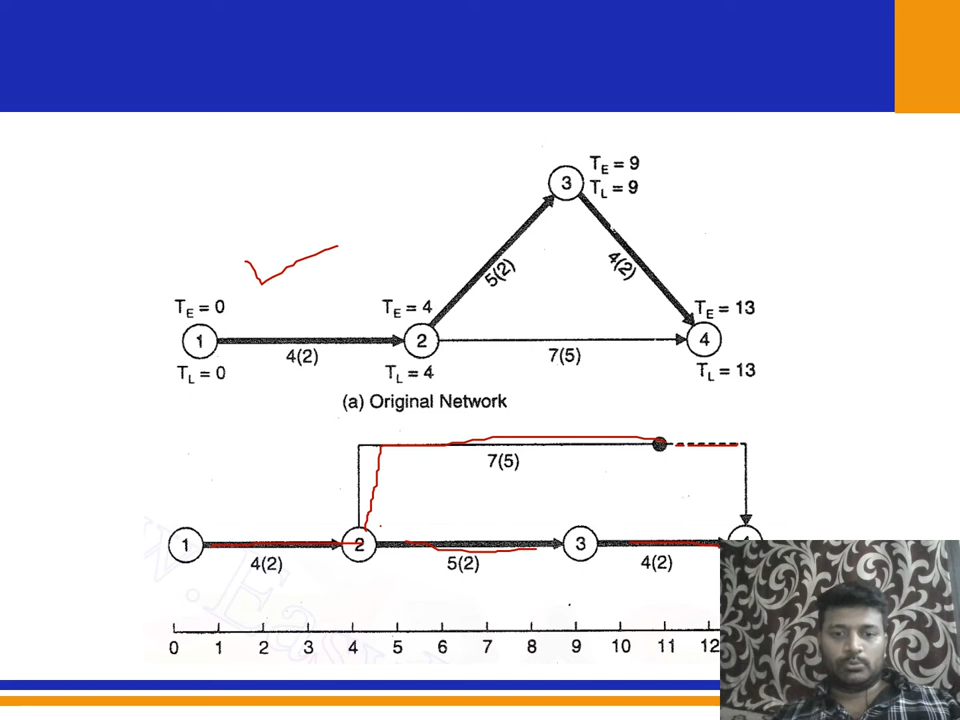 T_E = 9
3
T_L = 9
5(2)
4(2)
T_E = 0
T_E = 4
T_E = 13
1
2
4
4(2)
7(5)
T_L = 0
T_L = 4
T_L = 13
(a) Original Network
7(5)
1
2
3
4(2)
5(2)
4(2)
0 1 2 3 4 5 6 7 8 9 10 11 12